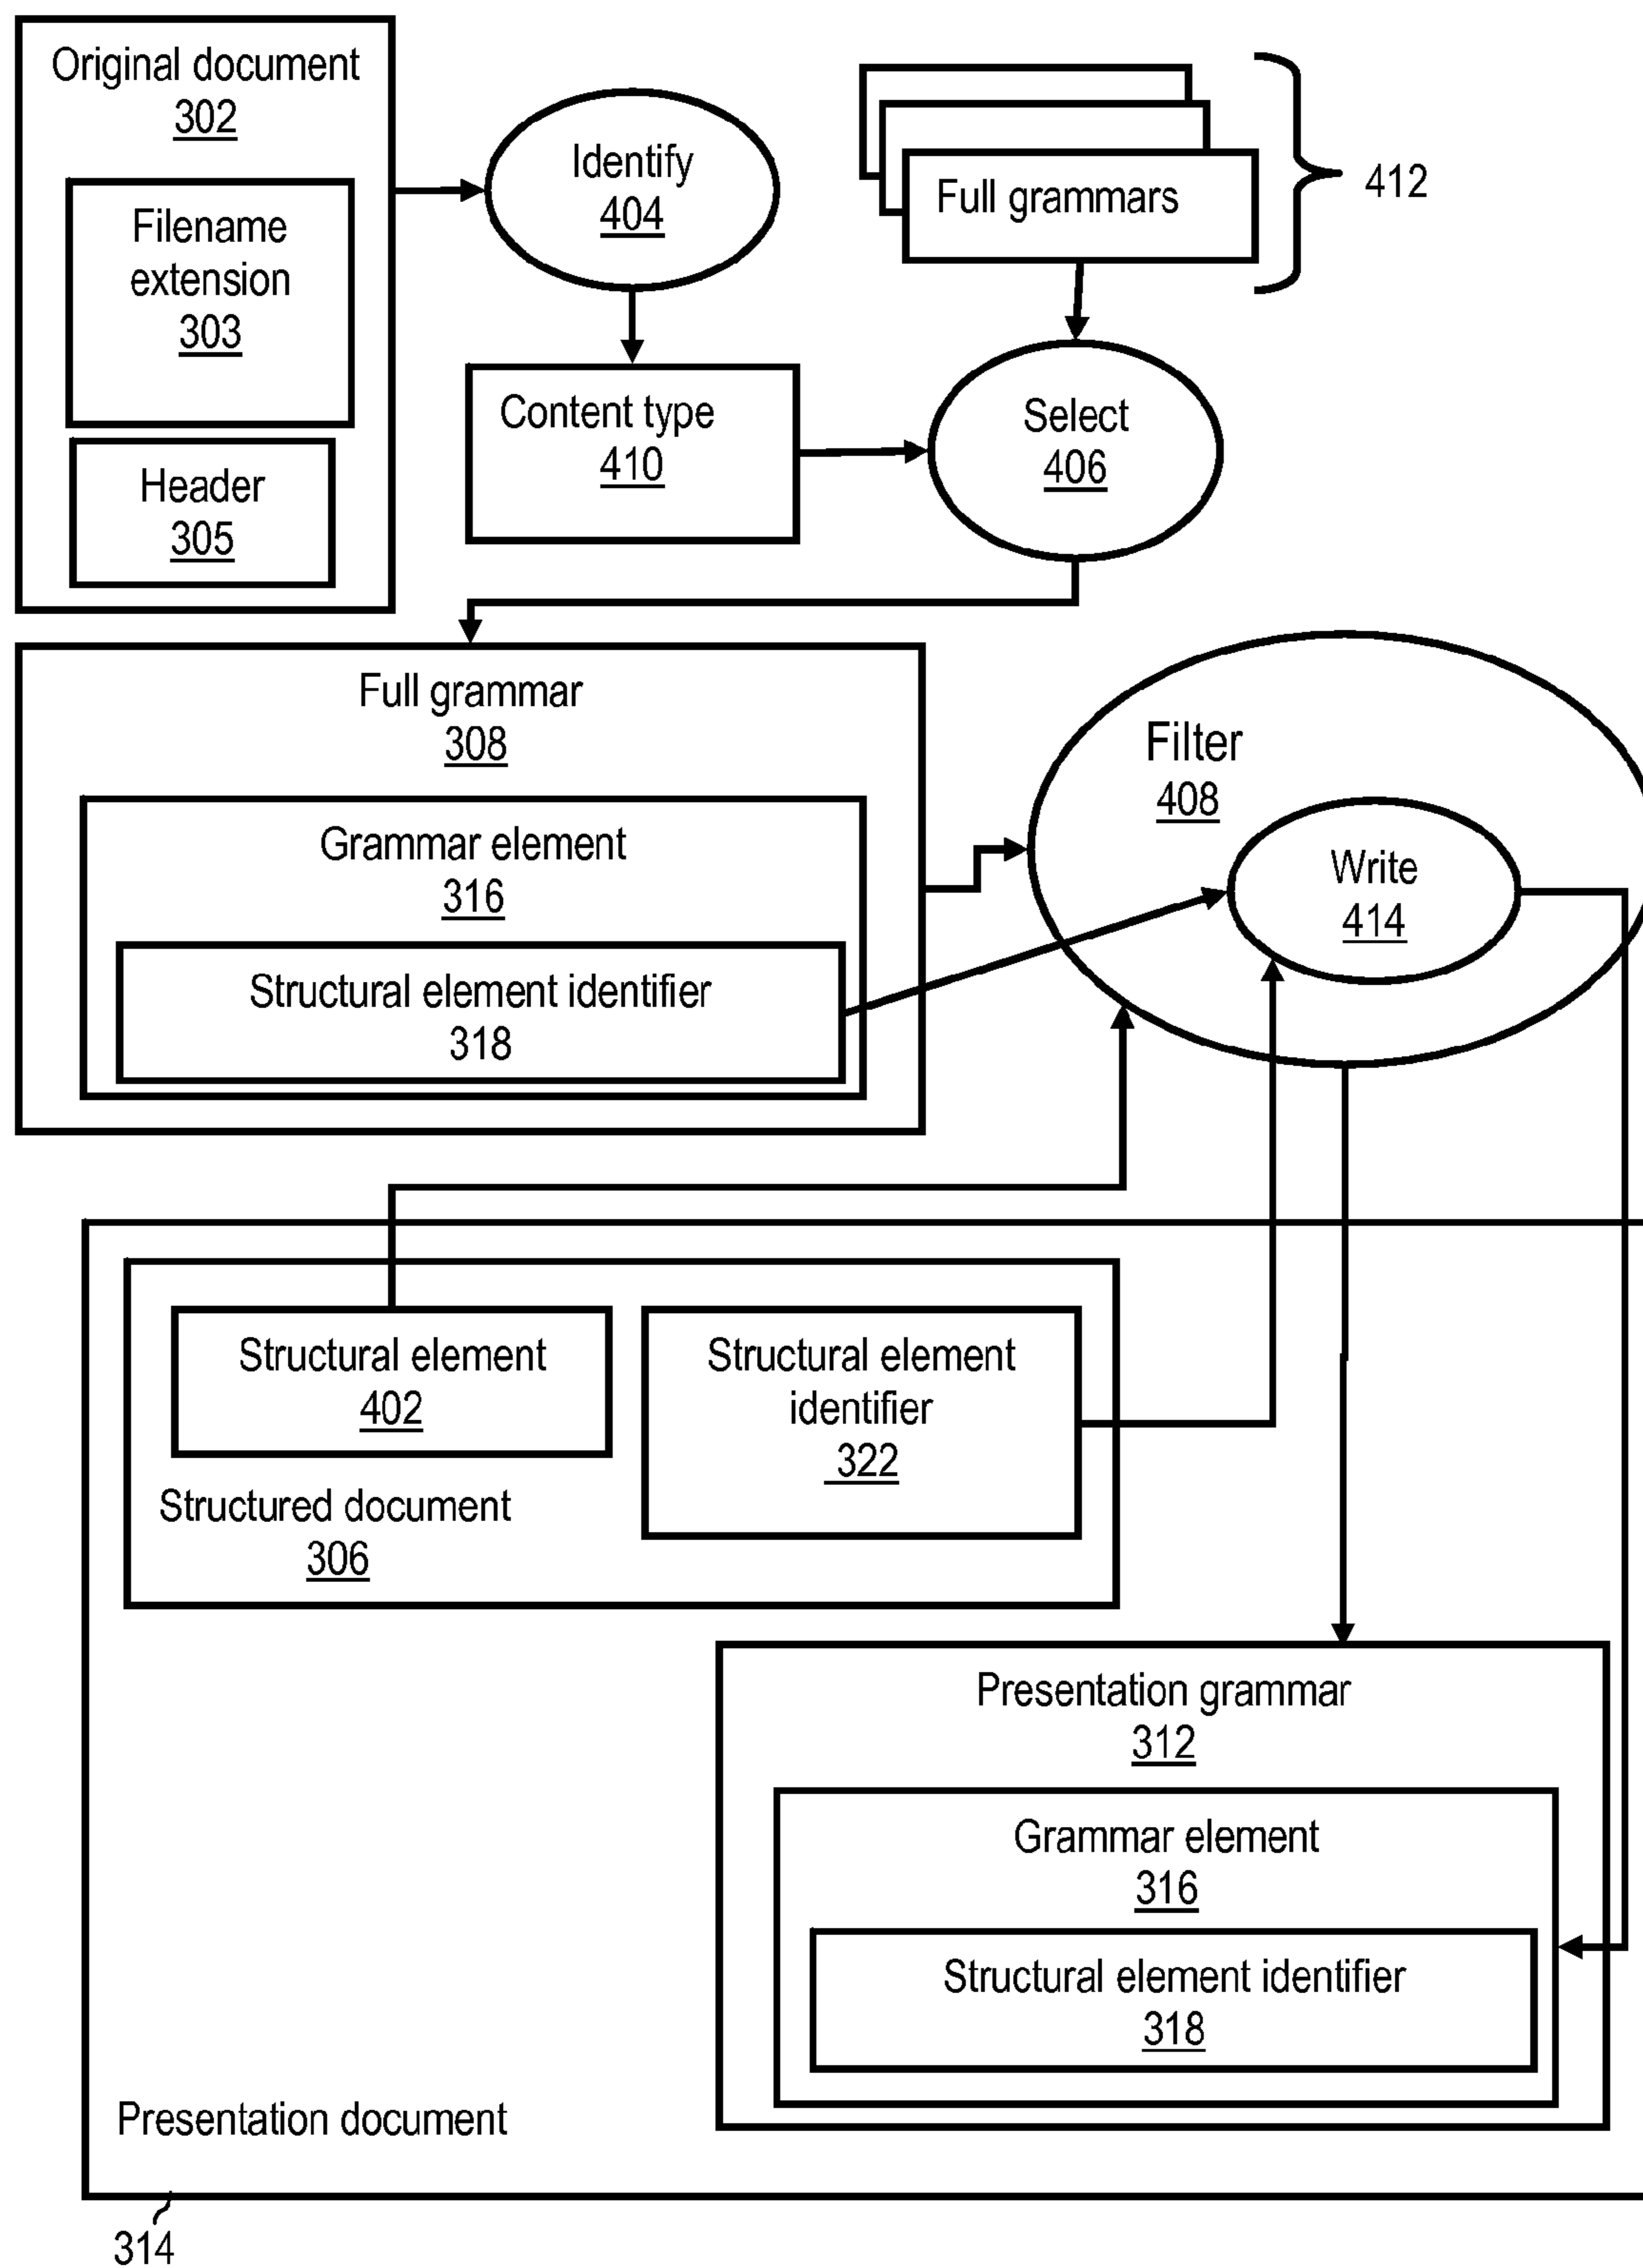 Original document
302
Filename
extension
303
Header
305
Identify
404
Full grammars
412
Content type
410
Select
406
Full grammar
308
Grammar element
316
Structural element identifier
318
Filter
408
Write
414
Structural element
402
Structural element
identifier
322
Structured document
306
Presentation grammar
312
Grammar element
316
Structural element identifier
318
Presentation document
314